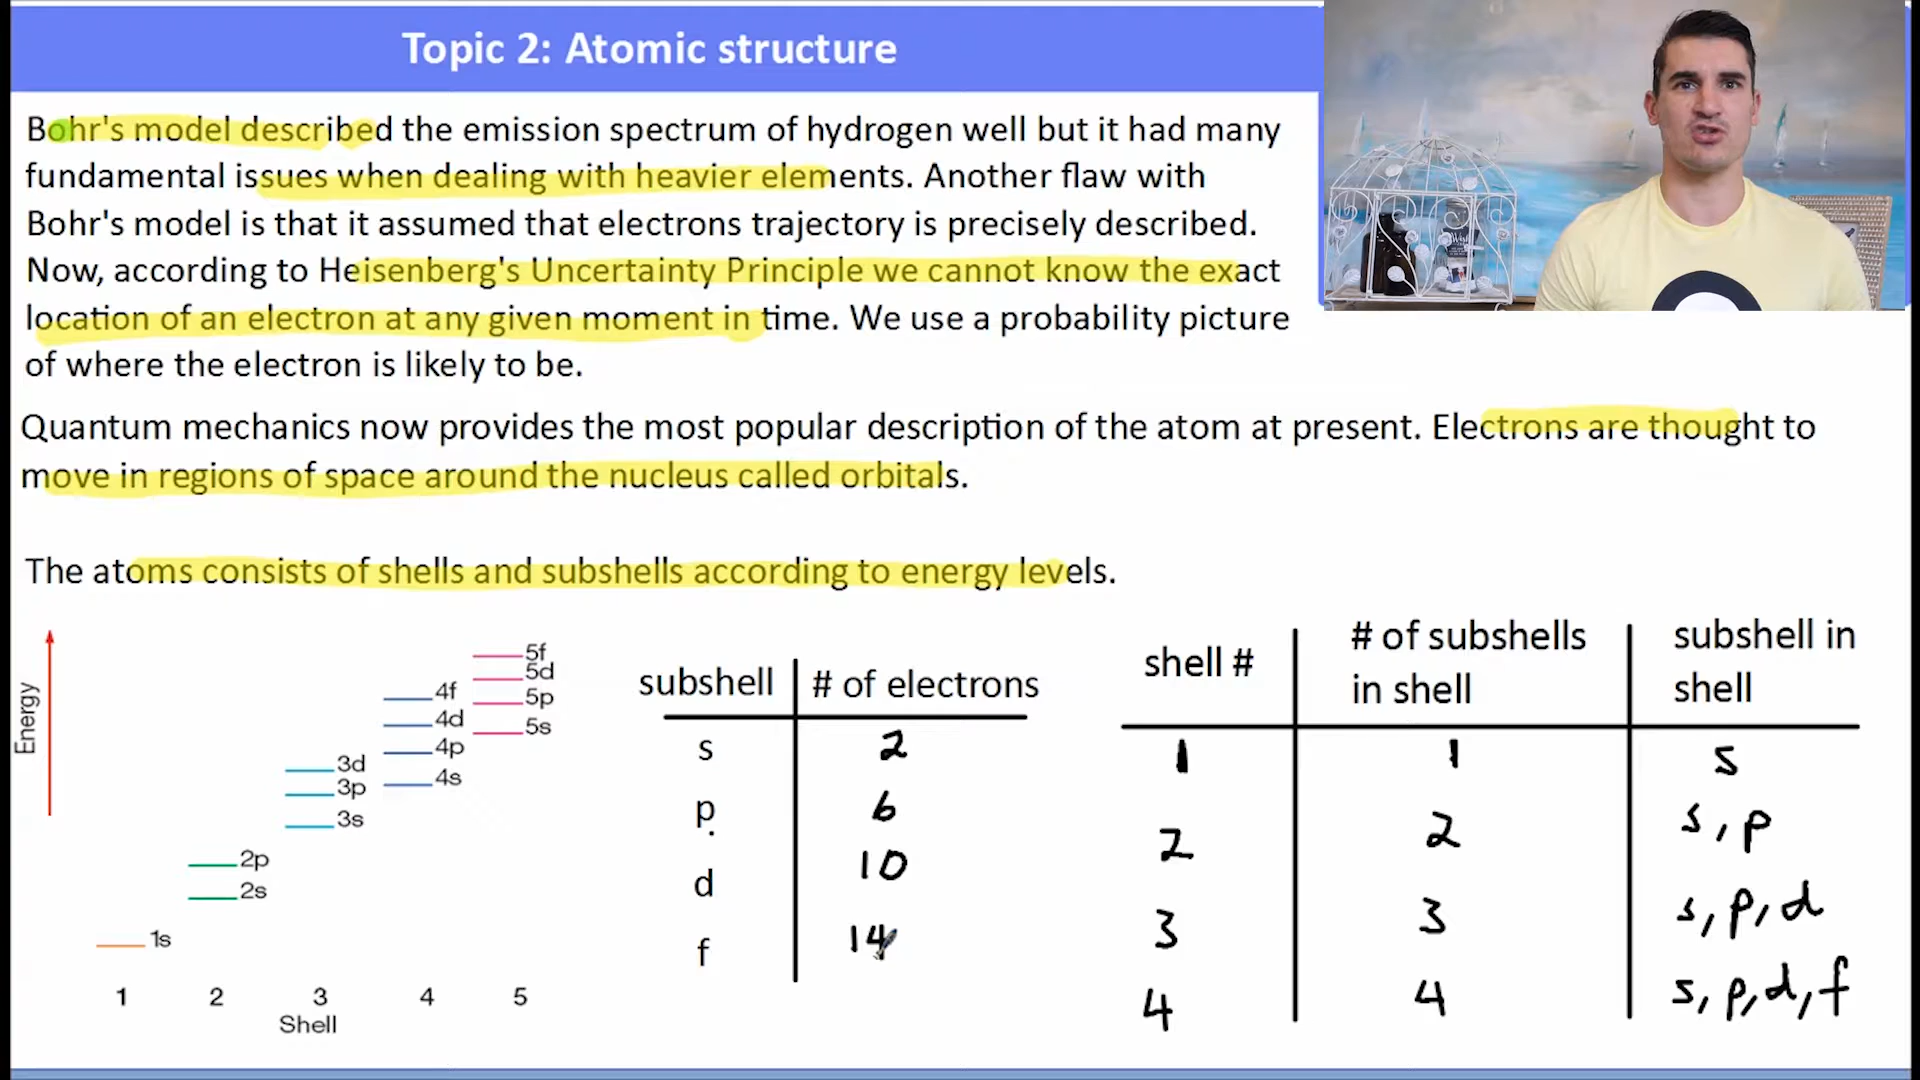 Topic 2: Atomic structure
Bohr's model described the emission spectrum of hydrogen well but it had many
fundamental issues when dealing with heavier elements. Another flaw with
Bohr's model is that it assumed that electrons trajectory is precisely described.
Now, according to Heisenberg's Uncertainty Principle we cannot know the exact
location of an electron at any given moment in time. We use a probability picture
of where the electron is likely to be.
Quantum mechanics now provides the most popular description of the atom at present. Electrons are thought to
move in regions of space around the nucleus called orbitals.
The atoms consists of shells and subshells according to energy levels.
Energy
5f
5d
5p
5s
4f
4d
4p
4s
3d
3p
3s
2p
2s
1s
1 2 3 4 5
Shell
subshell # of electrons
s 2
p 6
d 10
f 14
shell # # of subshells in shell subshell in shell
1 1 s
2 2 s, p
3 3 s, p, d
4 4 s, p, d, f